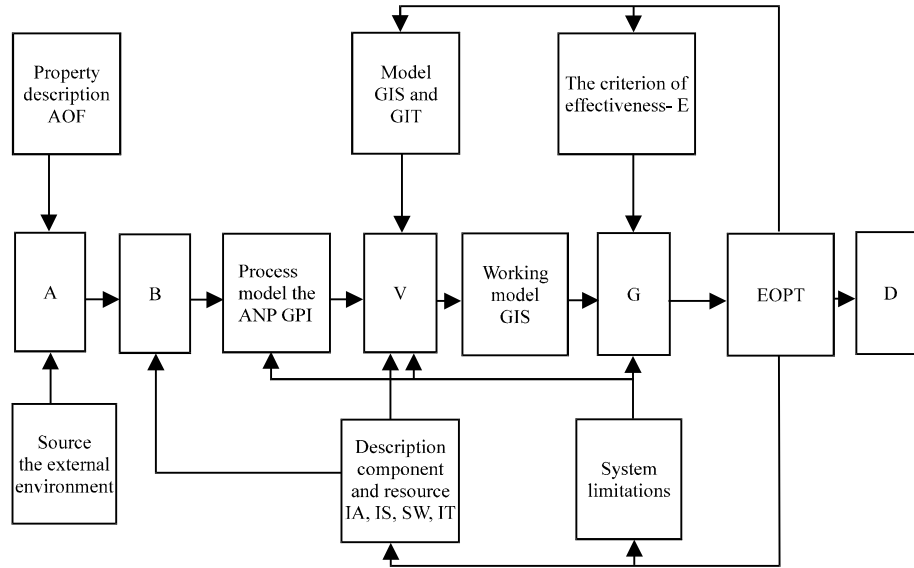 Property
description
AOF
Model
GIS and
GIT
The criterion of
effectiveness- E
A
B
Process
model the
ANP GPI
V
Working
model
GIS
G
EOPT
D
Source
the external
environment
Description
component
and resource
IA, IS, SW, IT
System
limitations